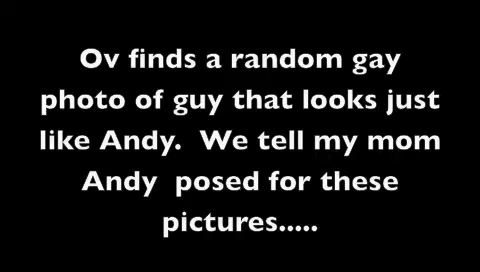 Ov finds a random gay
photo of guy that looks just
like Andy.  We tell my mom
Andy  posed for these
pictures.....